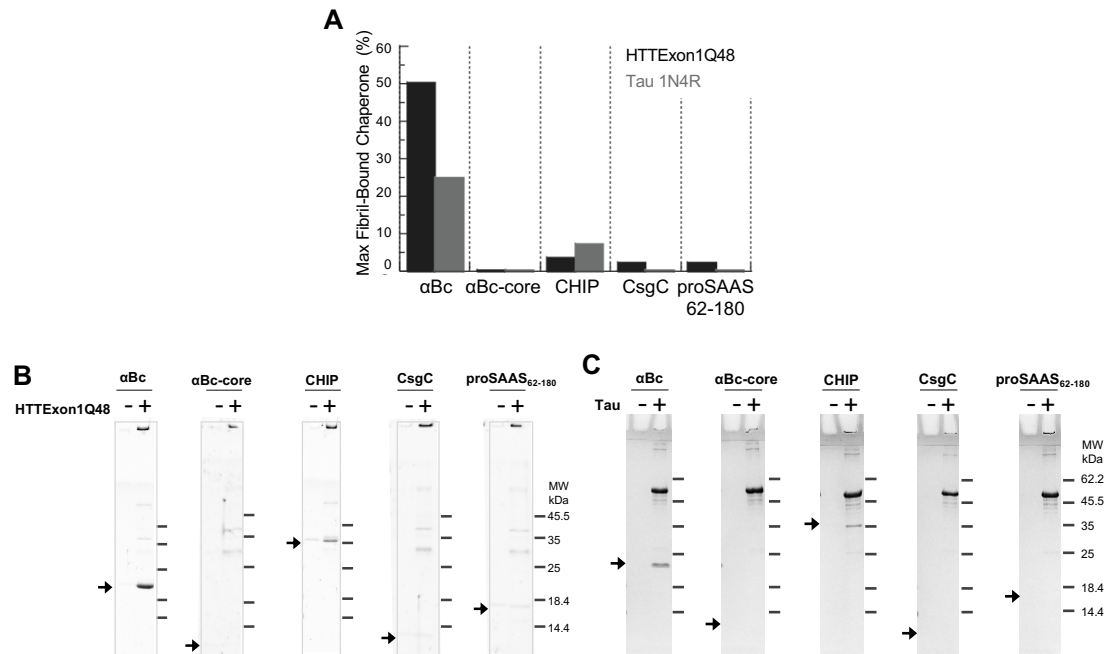 A
Max Fibril-Bound Chaperone (%)
60
50
40
30
20
10
0
HTTExon1Q48
Tau 1N4R
αBc αBc-core CHIP CsgC proSAAS
62-180
B
αBc αBc-core CHIP CsgC proSAAS62-180
HTTExon1Q48 - + - + - + - + - +
MW
kDa
45.5
35
25
18.4
14.4
C
αBc αBc-core CHIP CsgC proSAAS62-180
Tau - + - + - + - + - +
MW
kDa
62.2
45.5
35
25
18.4
14.4